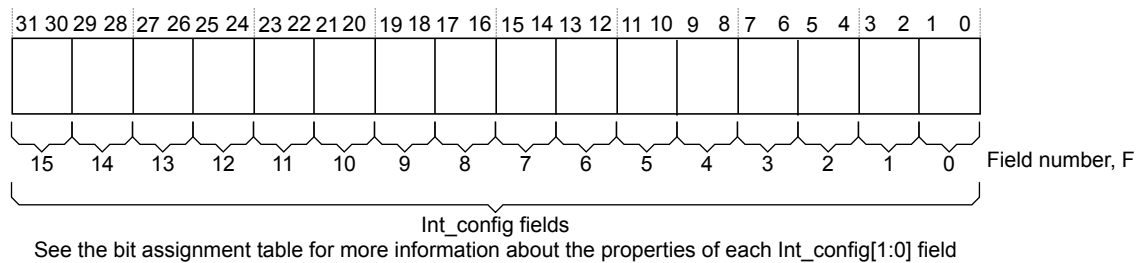 31 30 29 28 27 26 25 24 23 22 21 20 19 18 17 16 15 14 13 12 11 10 9 8 7 6 5 4 3 2 1 0
15 14 13 12 11 10 9 8 7 6 5 4 3 2 1 0 Field number, F
Int_config fields
See the bit assignment table for more information about the properties of each Int_config[1:0] field